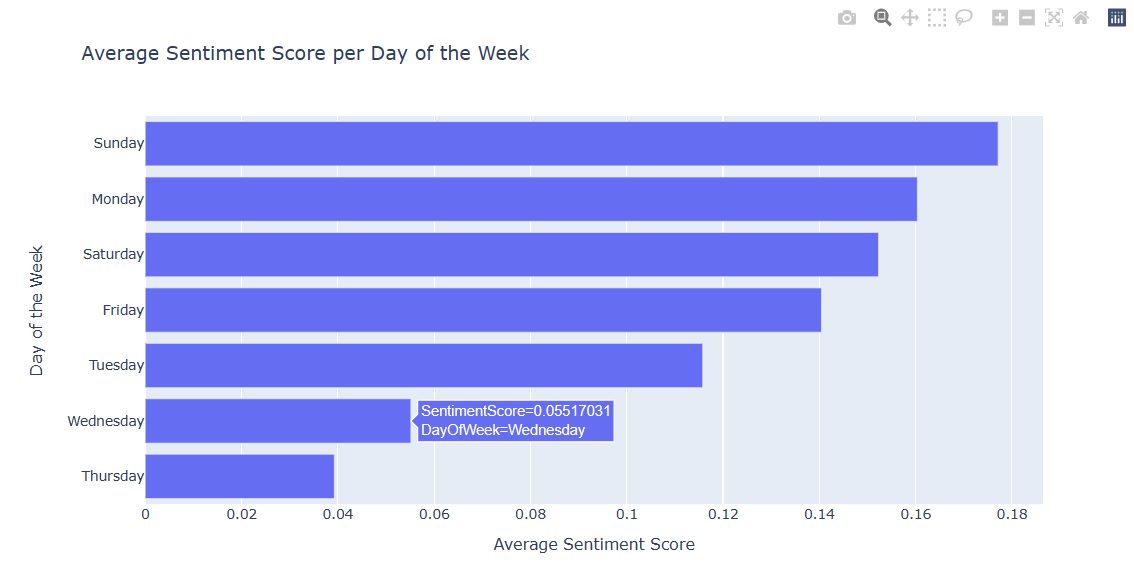 Average Sentiment Score per Day of the Week
Day of the Week
Sunday
Monday
Saturday
Friday
Tuesday
Wednesday
SentimentScore=0.05517031
DayOfWeek=Wednesday
Thursday
0 0.02 0.04 0.06 0.08 0.1 0.12 0.14 0.16 0.18
Average Sentiment Score